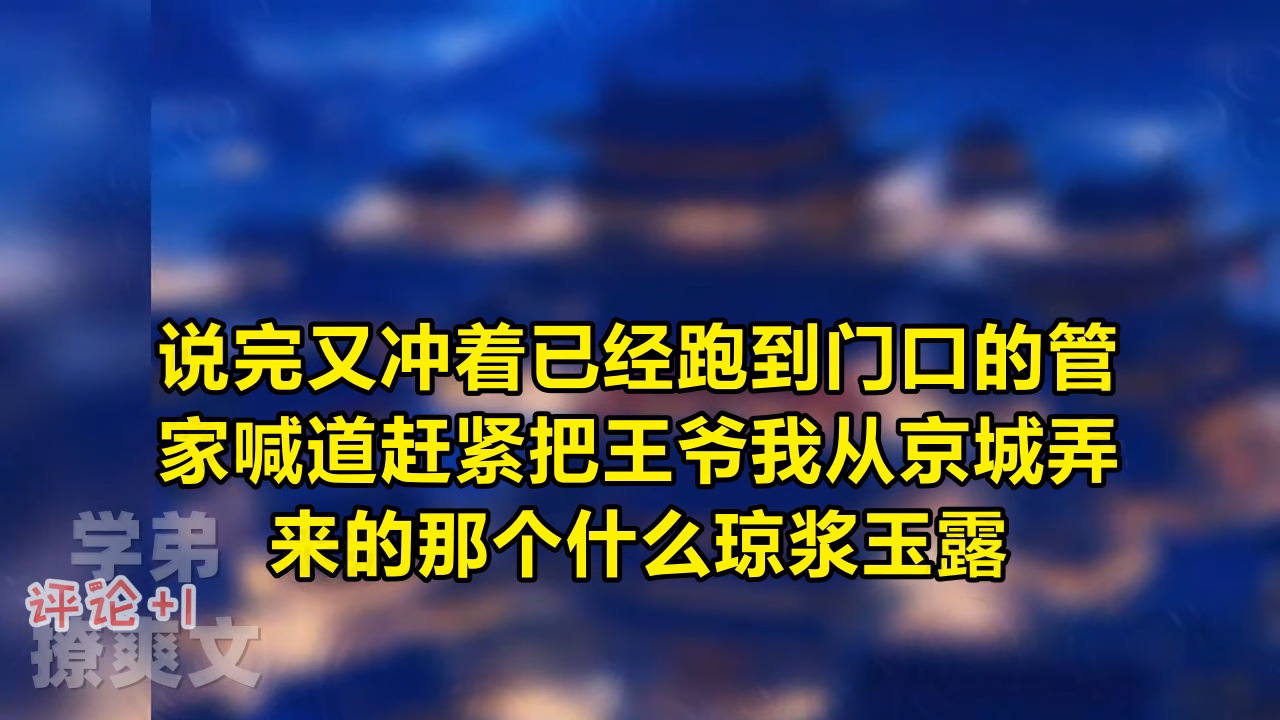 说完又冲着已经跑到门口的管
家喊道赶紧把王爷我从京城弄
来的那个什么琼浆玉露
学弟
评论+1
撩爽文